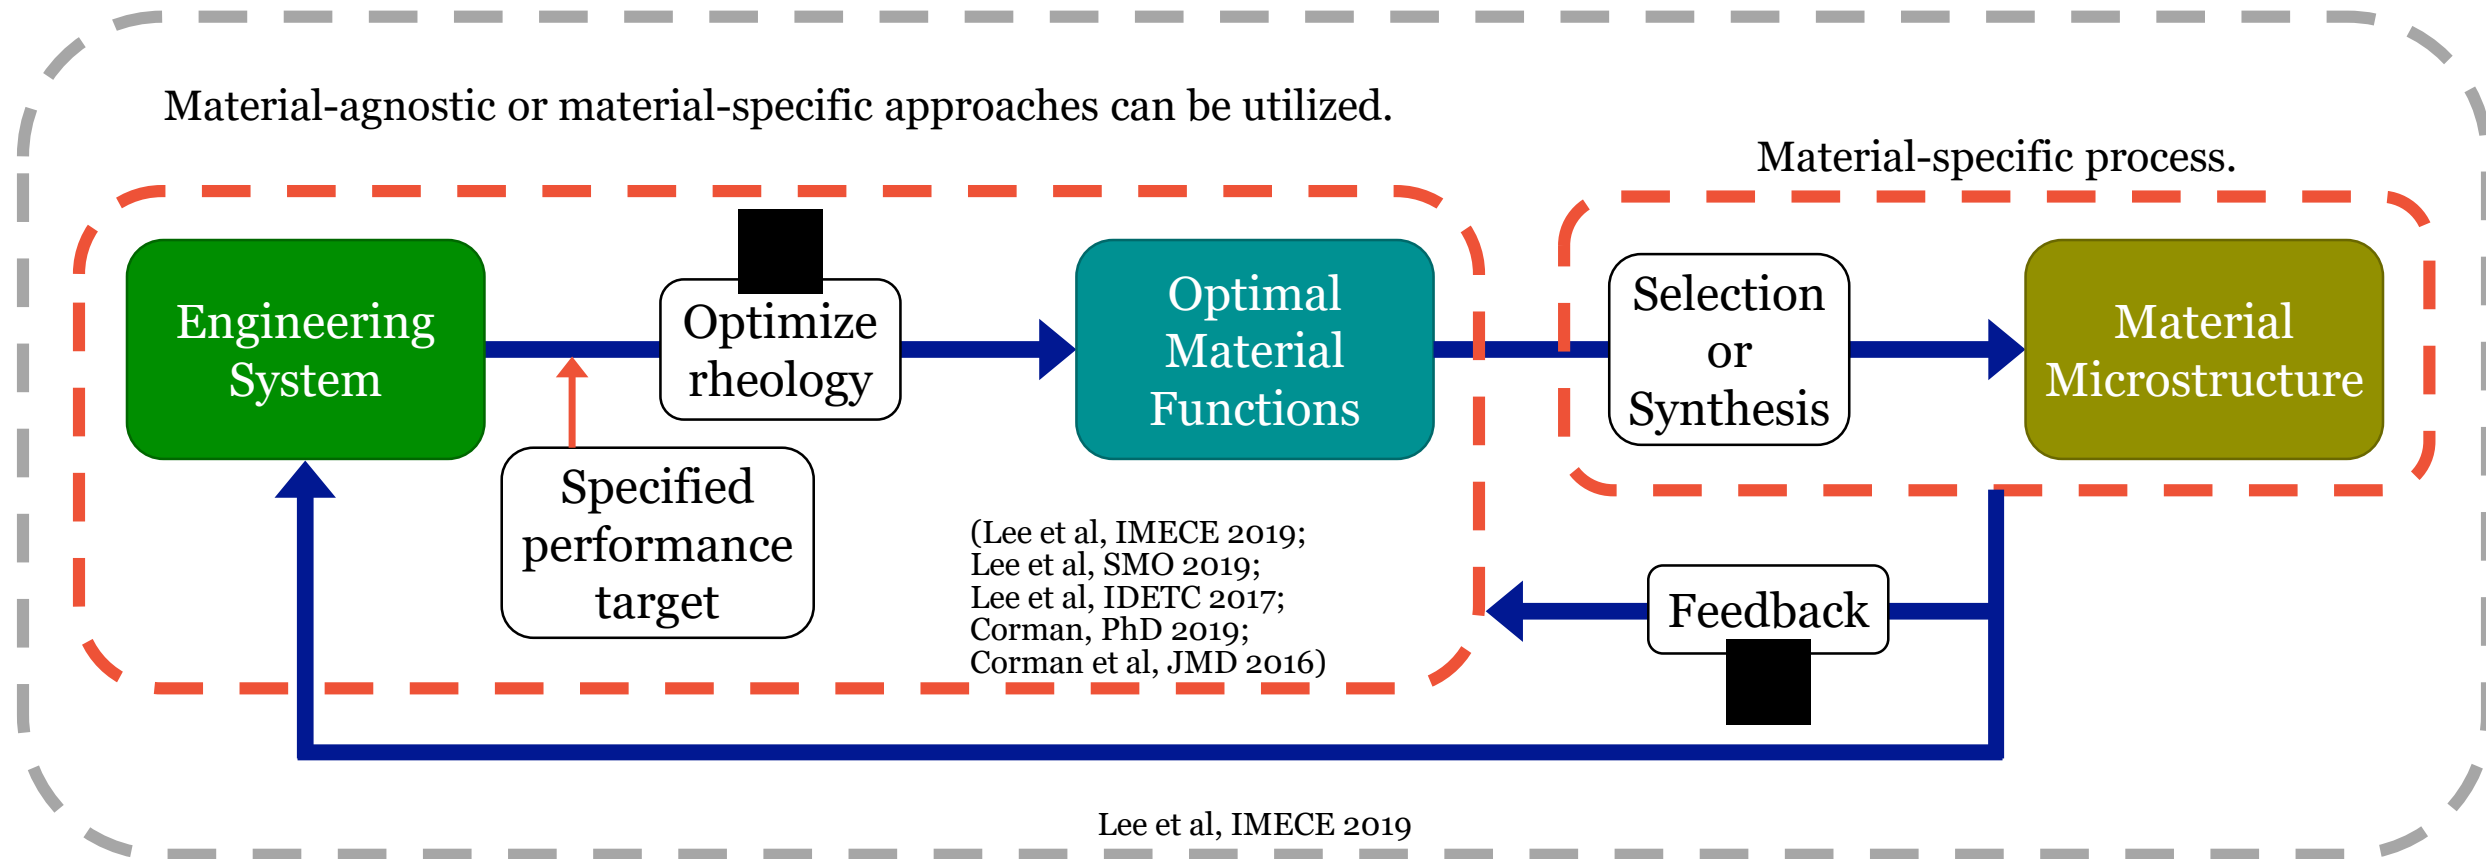 Material-agnostic or material-specific approaches can be utilized.
Material-specific process.
Engineering
System
Optimize
rheology
Optimal
Material
Functions
Selection
or
Synthesis
Material
Microstructure
Specified
performance
target
(Lee et al, IMECE 2019;
Lee et al, SMO 2019;
Lee et al, IDETC 2017;
Corman, PhD 2019;
Corman et al, JMD 2016)
Feedback
Lee et al, IMECE 2019